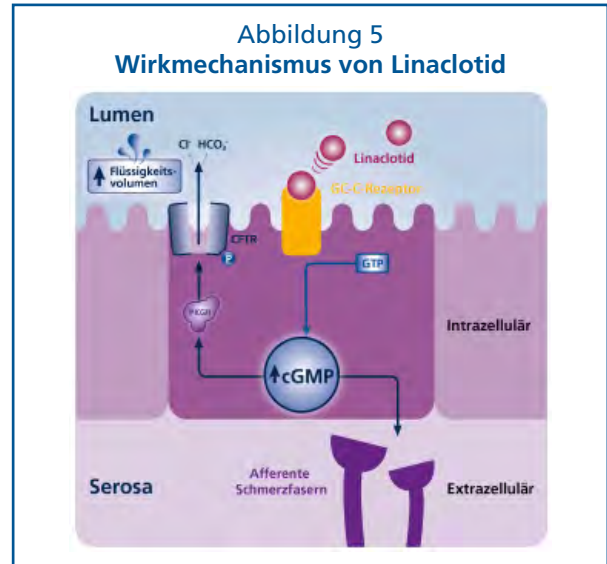 Abbildung 5
Wirkmechanismus von Linaclotid
Lumen
Cl⁻ HCO₃⁻
Flüssigkeits-
volumen
Linaclotid
GC-C Rezeptor
CFTR
P
GTP
PKGII
Intrazellulär
cGMP
Afferente
Schmerzfasern
Serosa
Extrazellulär